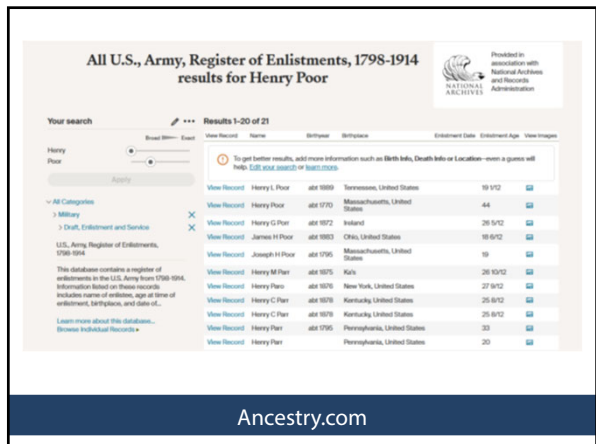 All U.S., Army, Register of Enlistments, 1798-1914
results for Henry Poor
NATIONAL
ARCHIVES
Provided in
association with
National Archives
and Records
Administration
Your search
Broad
Exact
Henry
Poor
Apply
All Categories
> Military
> Draft, Enlistment and Service
U.S., Army, Register of Enlistments,
1798-1914
This database contains a register of
enlistments in the U.S. Army from 1798-1914.
Information listed on these records
includes name of enlistee, age at time of
enlistment, birthplace, and date of...
Learn more about this database...
Browse Individual Records
Results 1-20 of 21
View Record Name Birthyear Birthplace Enlistment Date Enlistment Age View Images
To get better results, add more information such as Birth Info, Death Info or Location—even a guess will
help. Edit your search or learn more.
View Record Henry L Poor abt 1889 Tennessee, United States 19 1/12
View Record Henry Poor abt 1770 Massachusetts, United States 44
View Record Henry G Porr abt 1872 Ireland 26 5/12
View Record James H Poor abt 1883 Ohio, United States 18 6/12
View Record Joseph H Poor abt 1795 Massachusetts, United States 19
View Record Henry M Parr abt 1875 26 10/12
View Record Henry Paro abt 1876 New York, United States 27 9/12
View Record Henry C Parr abt 1878 Kentucky, United States 25 8/12
View Record Henry C Parr abt 1879 Kentucky, United States 25 8/12
View Record Henry Parr abt 1795 Pennsylvania, United States 33
View Record Henry Parr Pennsylvania, United States 20
Ancestry.com